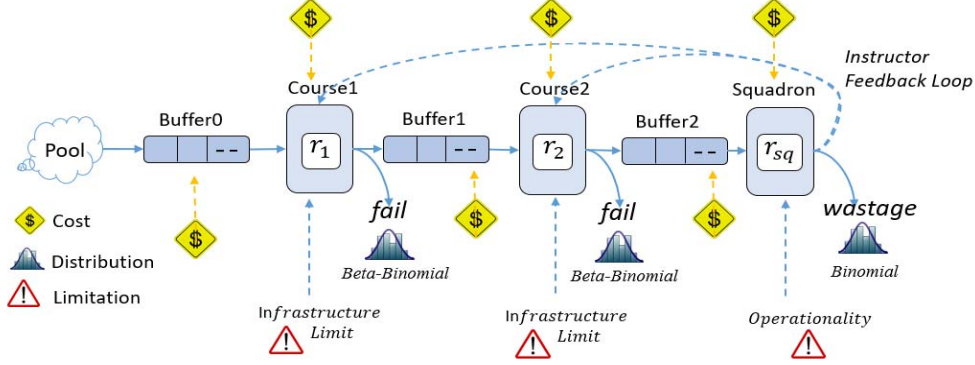 $
$
$
Instructor
Feedback Loop
Course1
Course2
Squadron
Buffer0
Buffer1
Buffer2
Pool
--
r1
--
r2
--
rsq
fail
fail
wastage
$
$
$
$ Cost
Distribution
Beta-Binomial
Beta-Binomial
Binomial
! Limitation
Infrastructure
Limit
!
Infrastructure
Limit
!
Operationality
!